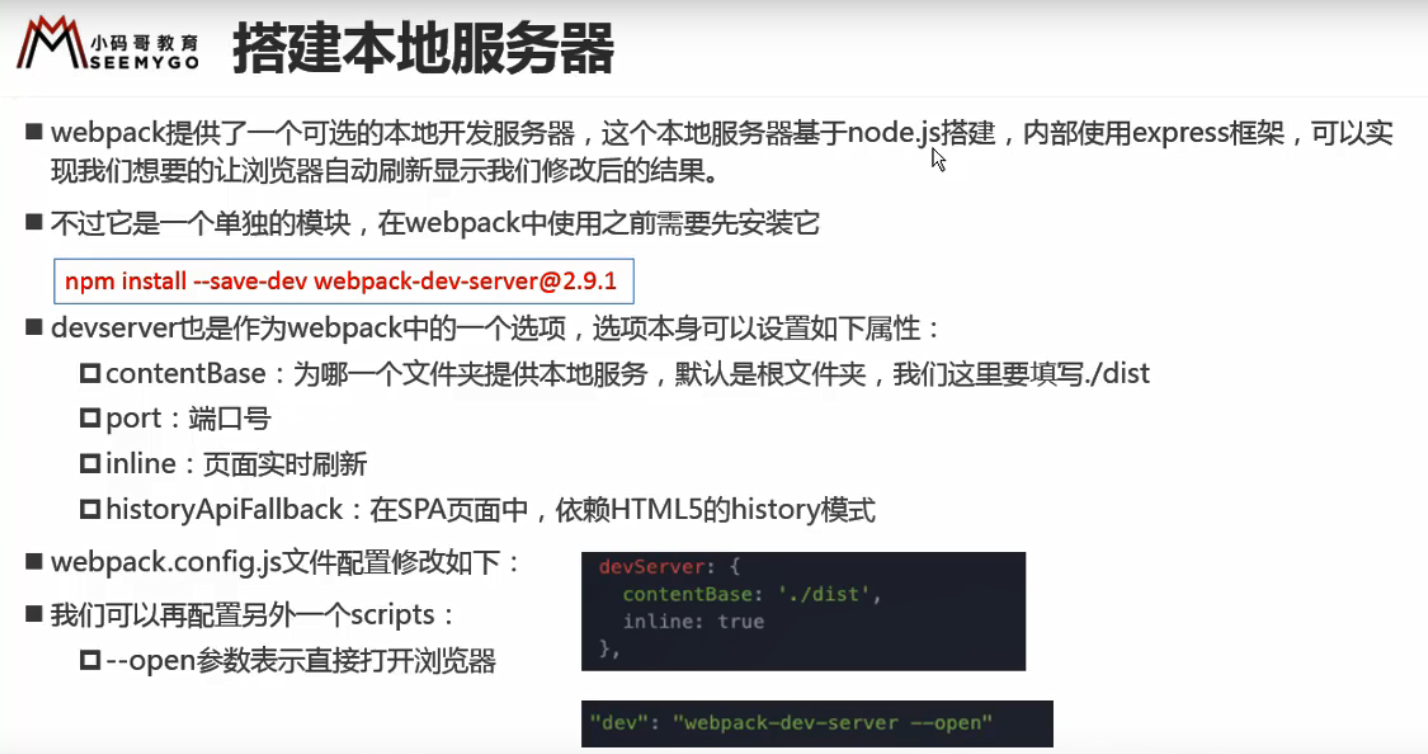 小码哥教育
SEEMYGO
搭建本地服务器
webpack提供了一个可选的本地开发服务器，这个本地服务器基于node.js搭建，内部使用express框架，可以实
现我们想要的让浏览器自动刷新显示我们修改后的结果。
不过它是一个单独的模块，在webpack中使用之前需要先安装它
npm install --save-dev webpack-dev-server@2.9.1
devserver也是作为webpack中的一个选项，选项本身可以设置如下属性：
contentBase：为哪一个文件夹提供本地服务，默认是根文件夹，我们这里要填写./dist
port：端口号
inline：页面实时刷新
historyApiFallback：在SPA页面中，依赖HTML5的history模式
webpack.config.js文件配置修改如下：
我们可以再配置另外一个scripts：
--open参数表示直接打开浏览器
devServer: {
contentBase: './dist',
inline: true
},
"dev": "webpack-dev-server --open"